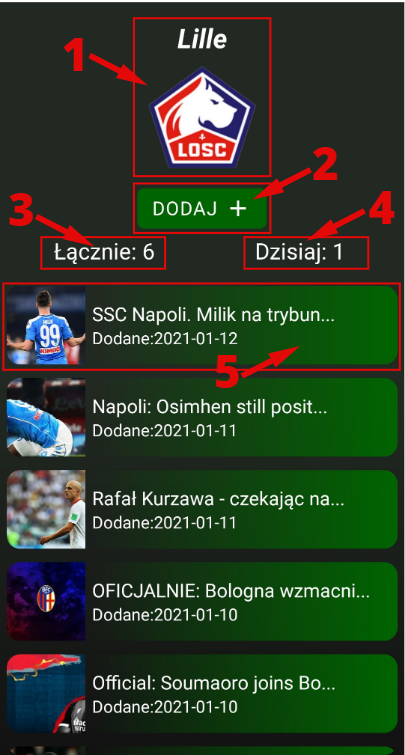 1
Lille
LOSC
2
DODAJ +
3
4
Łącznie: 6
Dzisiaj: 1
MILIK
99
SSC Napoli. Milik na trybun...
Dodane:2021-01-12
5
Napoli: Osimhen still posit...
Dodane:2021-01-11
Rafał Kurzawa - czekając na...
Dodane:2021-01-11
OFICJALNIE: Bologna wzmacni...
Dodane:2021-01-10
Official: Soumaoro joins Bo...
Dodane:2021-01-10